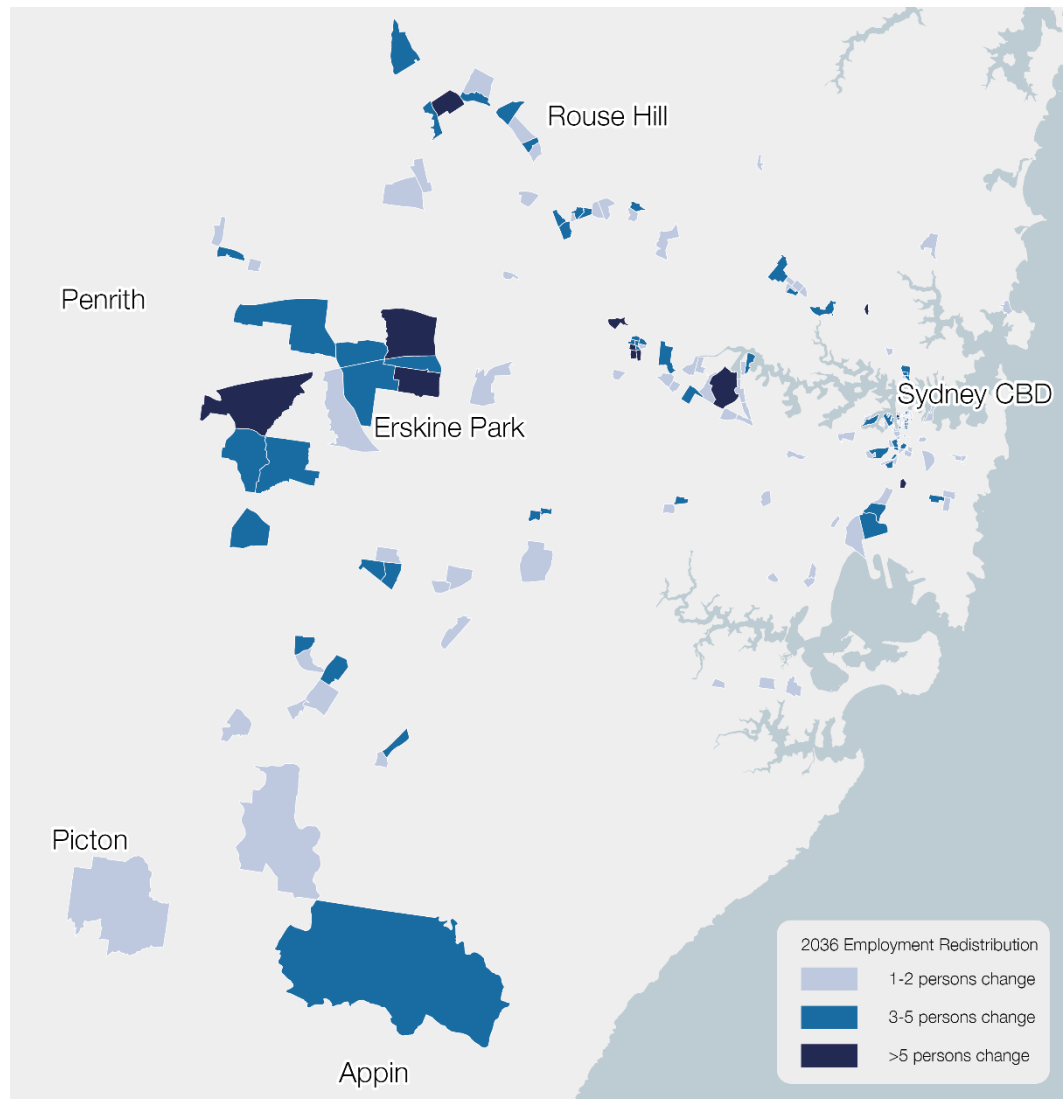 Rouse Hill
Penrith
Sydney CBD
Erskine Park
Picton
2036 Employment Redistribution
1-2 persons change
3-5 persons change
>5 persons change
Appin